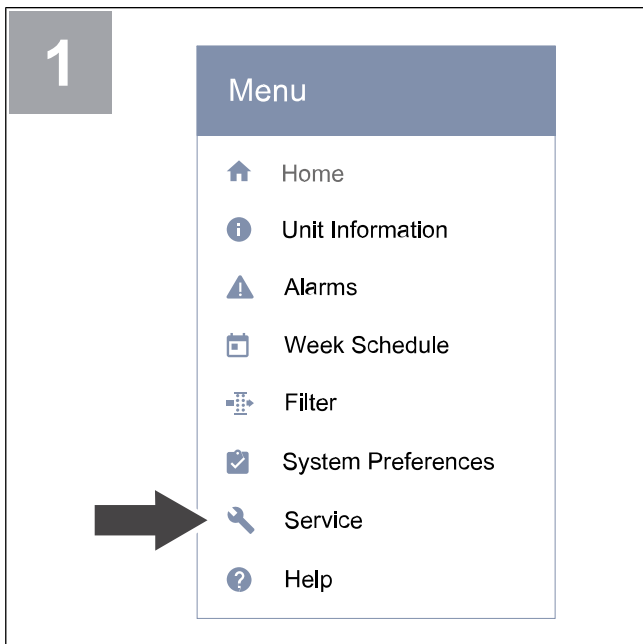 1
Menu
Home
Unit Information
Alarms
Week Schedule
Filter
System Preferences
Service
Help